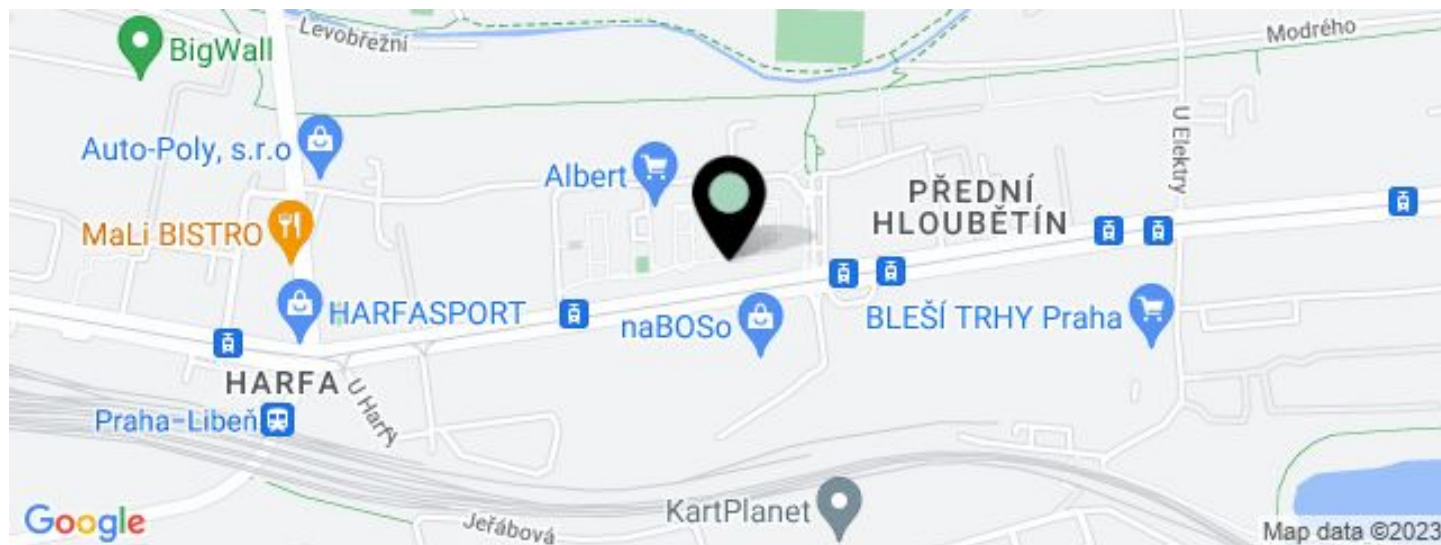 Levobřežní
BigWall
Modrého
Auto-Poly, s.r.o
U Elektry
Albert
PŘEDNÍ
HLOUBĚTÍN
MaLi BISTRO
HARFASPORT
naBOSo
BLEŠÍ TRHY Praha
HARFA
U Harfy
Praha-Libeň
KartPlanet
Jeřábová
Google
Map data ©2023